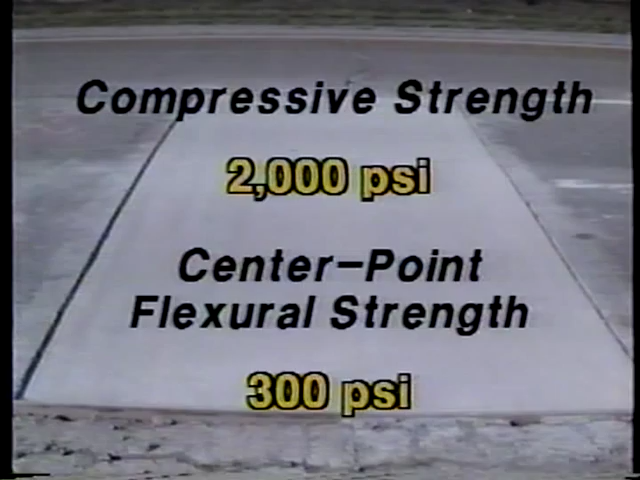 Compressive Strength
2,000 psi
Center-Point
Flexural Strength
300 psi